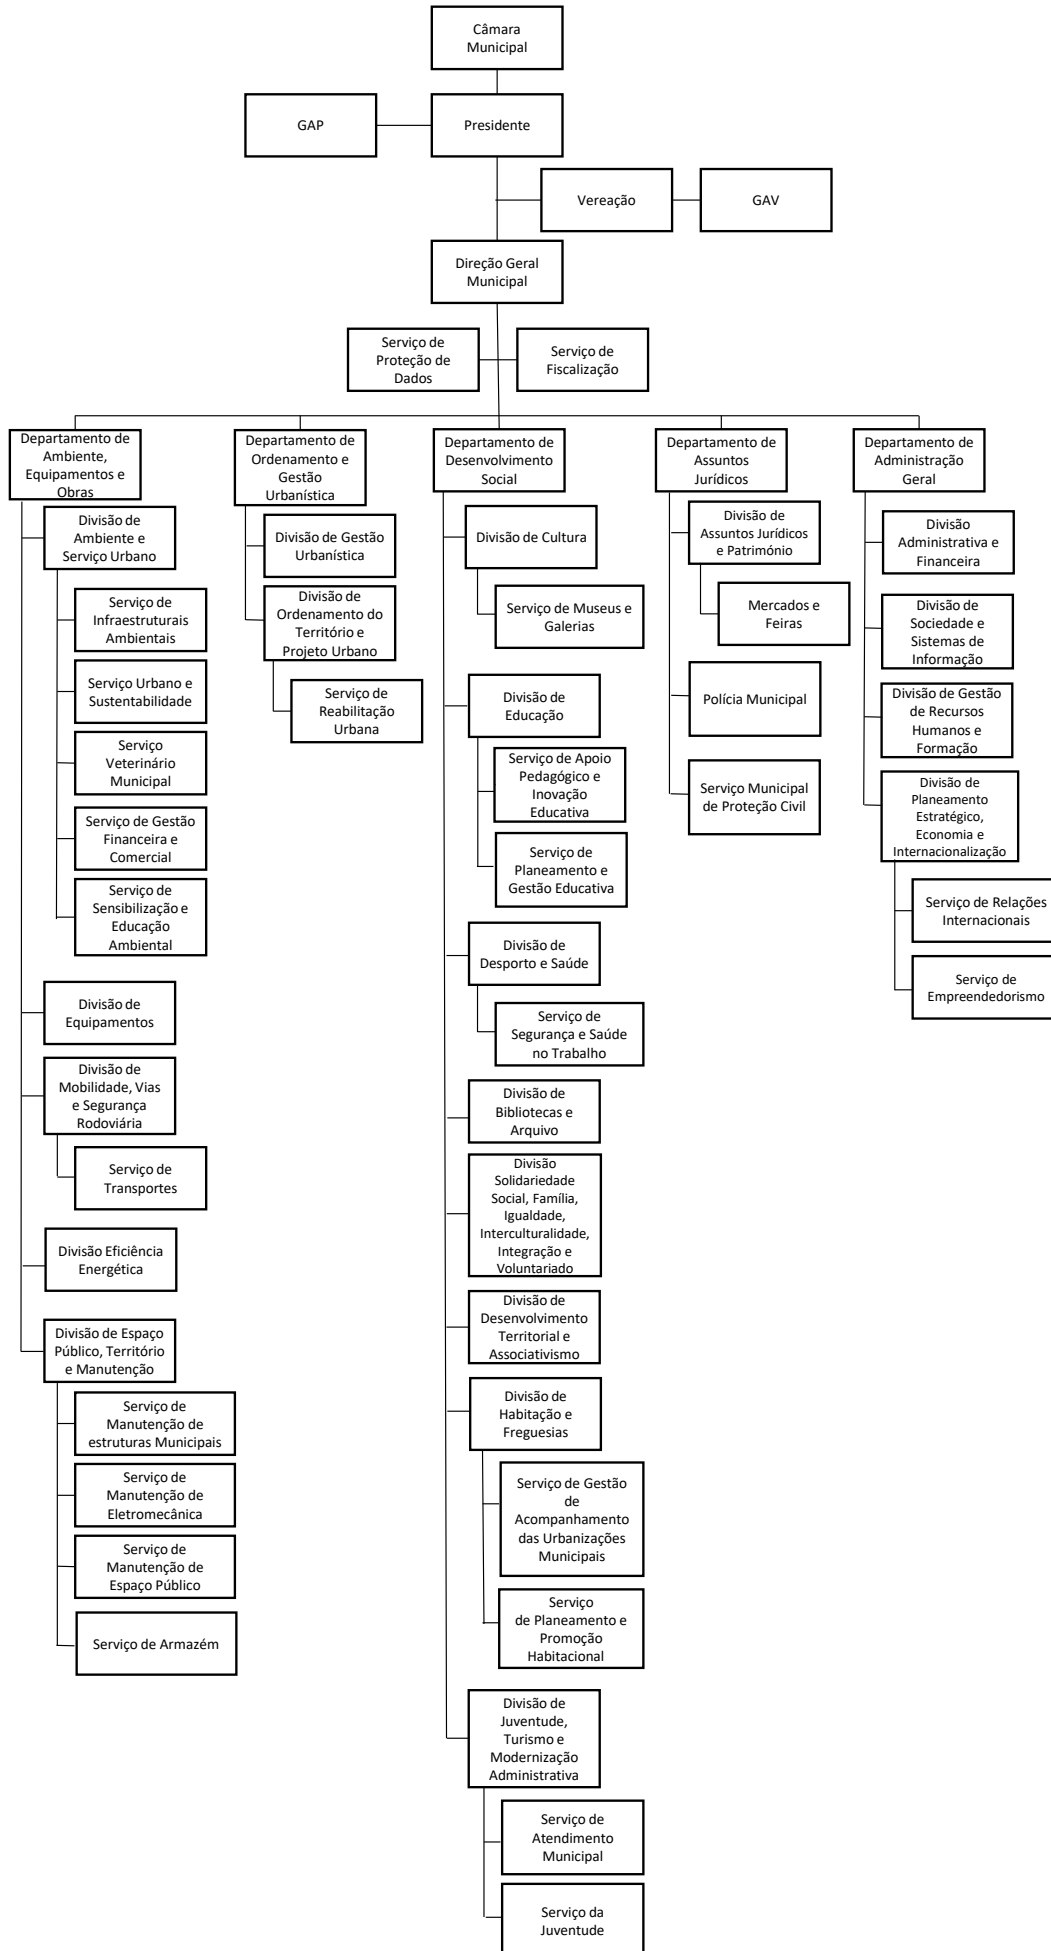 Câmara
Municipal
GAP
Presidente
Vereação
GAV
Direção Geral
Municipal
Serviço de
Proteção de
Dados
Serviço de
Fiscalização
Departamento de
Ambiente,
Equipamentos e
Obras
Divisão de
Ambiente e
Serviço Urbano
Serviço de
Infraestruturais
Ambientais
Serviço Urbano e
Sustentabilidade
Serviço
Veterinário
Municipal
Serviço de Gestão
Financeira e
Comercial
Serviço de
Sensibilização e
Educação
Ambiental
Divisão de
Equipamentos
Divisão de
Mobilidade, Vias
e Segurança
Rodoviária
Serviço de
Transportes
Divisão Eficiência
Energética
Divisão de Espaço
Público, Território
e Manutenção
Serviço de
Manutenção de
estruturas Municipais
Serviço de
Manutenção de
Eletromecânica
Serviço de
Manutenção de
Espaço Público
Serviço de Armazém
Departamento de
Ordenamento e
Gestão
Urbanística
Divisão de Gestão
Urbanística
Divisão de
Ordenamento do
Território e
Projeto Urbano
Serviço de
Reabilitação
Urbana
Departamento de
Desenvolvimento
Social
Divisão de Cultura
Serviço de Museus e
Galerias
Divisão de
Educação
Serviço de Apoio
Pedagógico e
Inovação
Educativa
Serviço de
Planeamento e
Gestão Educativa
Divisão de
Desporto e Saúde
Serviço de
Segurança e Saúde
no Trabalho
Divisão de
Bibliotecas e
Arquivo
Divisão
Solidariedade
Social, Família,
Igualdade,
Interculturalidade,
Integração e
Voluntariado
Divisão de
Desenvolvimento
Territorial e
Associativismo
Divisão de
Habitação e
Freguesias
Serviço de Gestão
de
Acompanhamento
das Urbanizações
Municipais
Serviço
de Planeamento e
Promoção
Habitacional
Divisão de
Juventude,
Turismo e
Modernização
Administrativa
Serviço de
Atendimento
Municipal
Serviço da
Juventude
Departamento de
Assuntos
Jurídicos
Divisão de
Assuntos Jurídicos
e Património
Mercados e
Feiras
Polícia Municipal
Serviço Municipal
de Proteção Civil
Departamento de
Administração
Geral
Divisão
Administrativa e
Financeira
Divisão de
Sociedade e
Sistemas de
Informação
Divisão de Gestão
de Recursos
Humanos e
Formação
Divisão de
Planeamento
Estratégico,
Economia e
Internacionalização
Serviço de Relações
Internacionais
Serviço de
Empreendedorismo